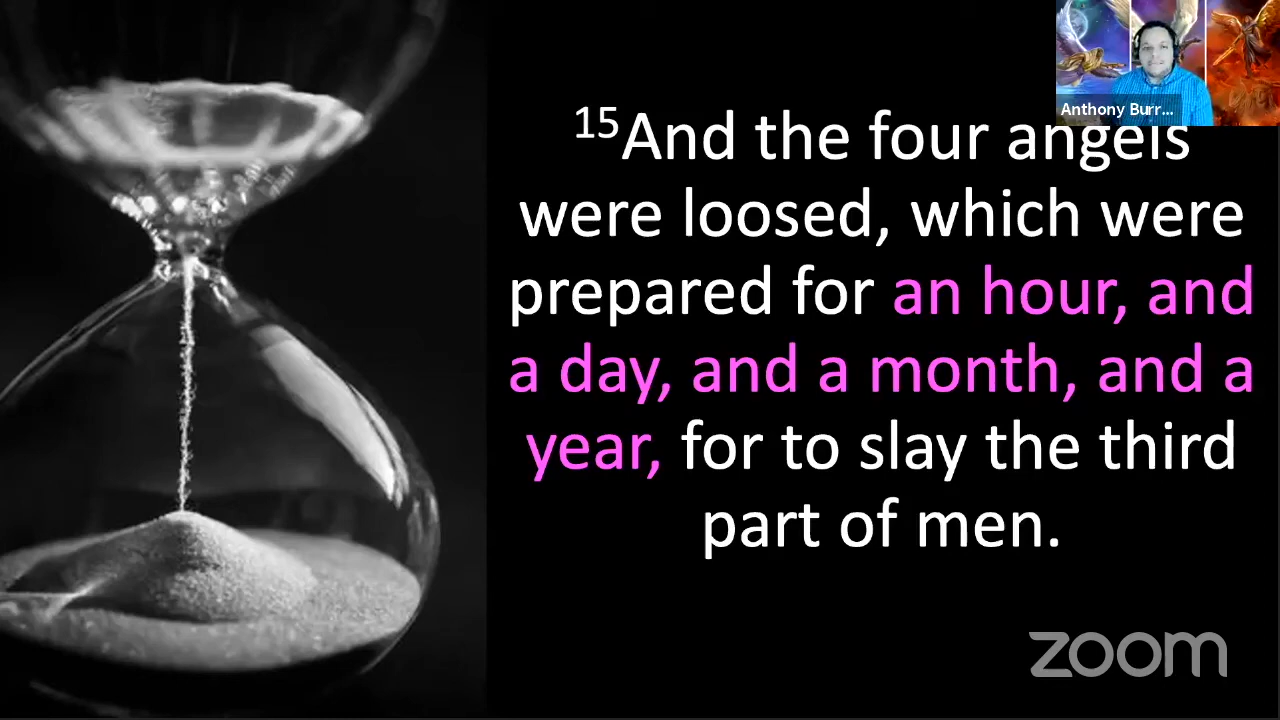 Anthony Burr...
15And the four angels
were loosed, which were
prepared for an hour, and
a day, and a month, and a
year, for to slay the third
part of men.
zoom